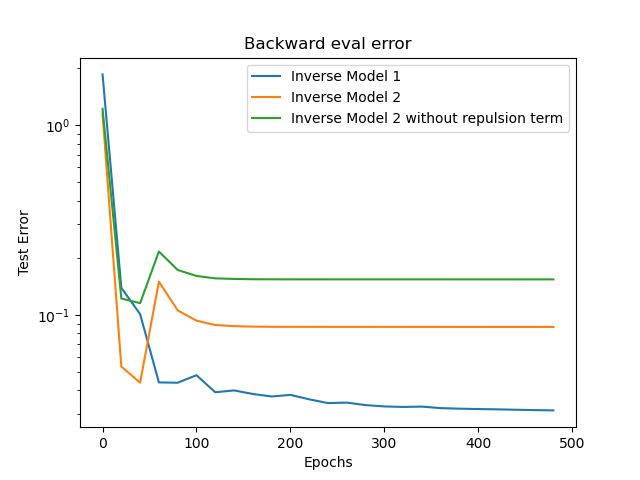 Backward eval error
Inverse Model 1
Inverse Model 2
Inverse Model 2 without repulsion term
Test Error
10⁰
10⁻¹
0 100 200 300 400 500
Epochs